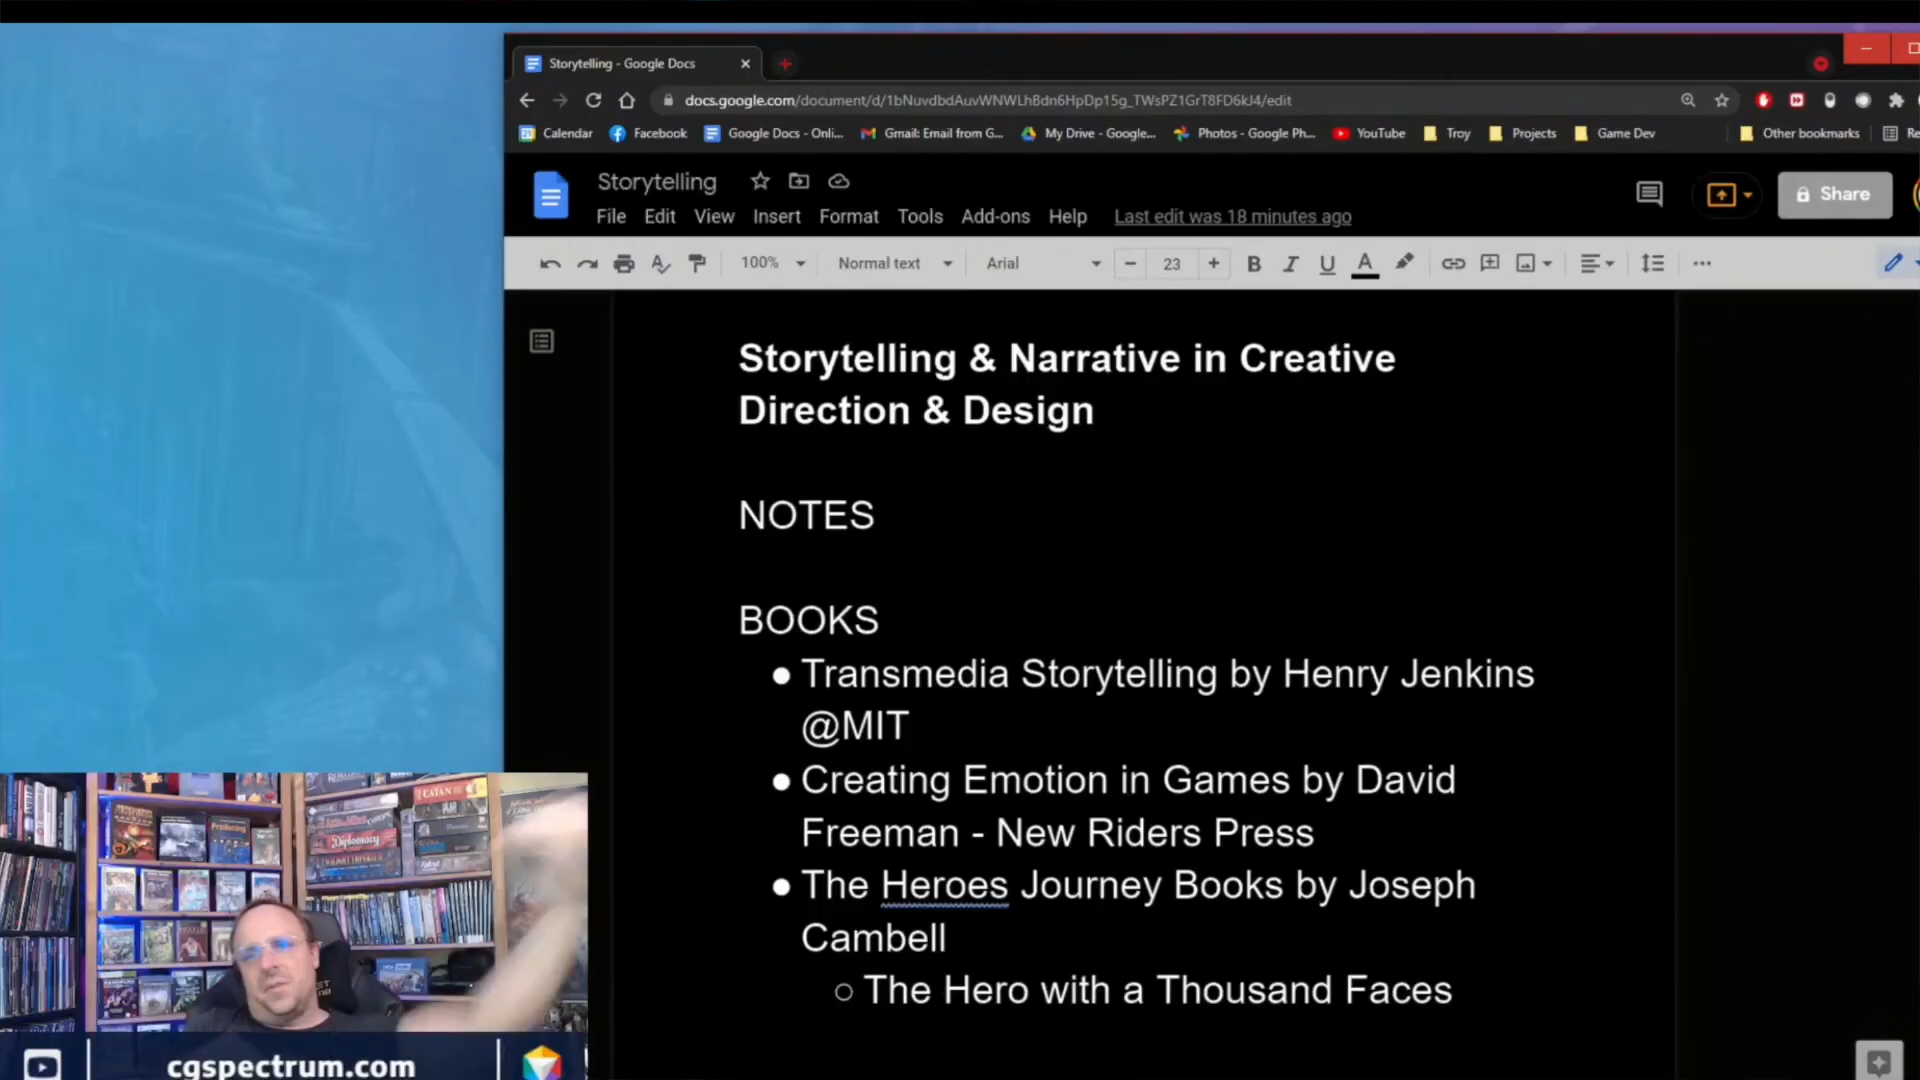 Storytelling - Google Docs
docs.google.com/document/d/1bNuvdbdAuvWNWLhBdn6HpDp15g_TWsPZ1GrT8FD6kJ4/edit
Calendar Facebook Google Docs - Onli... Gmail: Email from G... My Drive - Google... Photos - Google Ph... YouTube Troy Projects Game Dev Other bookmarks Re
Storytelling
Share
File Edit View Insert Format Tools Add-ons Help Last edit was 18 minutes ago
100% Normal text Arial 23 B I U A
Storytelling & Narrative in Creative
Direction & Design
NOTES
BOOKS
● Transmedia Storytelling by Henry Jenkins
@MIT
● Creating Emotion in Games by David
Freeman - New Riders Press
● The Heroes Journey Books by Joseph
Cambell
○ The Hero with a Thousand Faces
CATAN
Diplomacy
Producing
cgspectrum.com